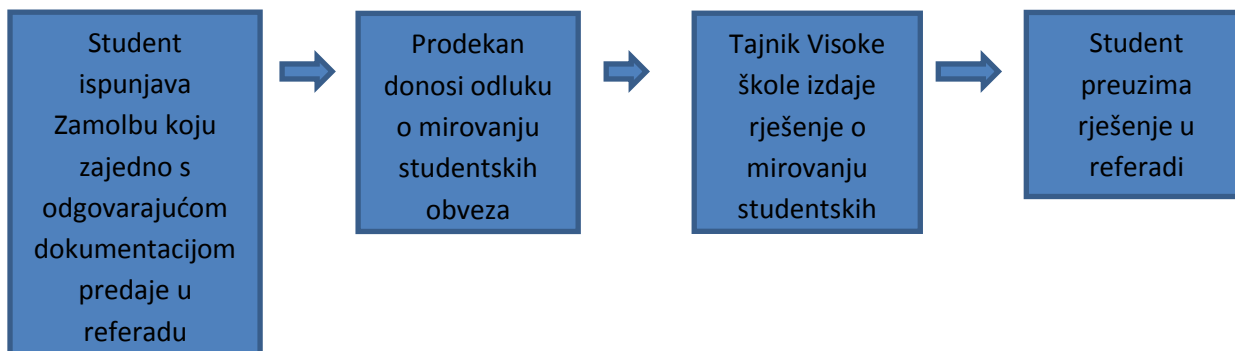 Student
ispunjava
Zamolbu koju
zajedno s
odgovarajućom
dokumentacijom
predaje u
referadu
Prodekan
donosi odluku
o mirovanju
studentskih
obveza
Tajnik Visoke
škole izdaje
rješenje o
mirovanju
studentskih
Student
preuzima
rješenje u
referadi